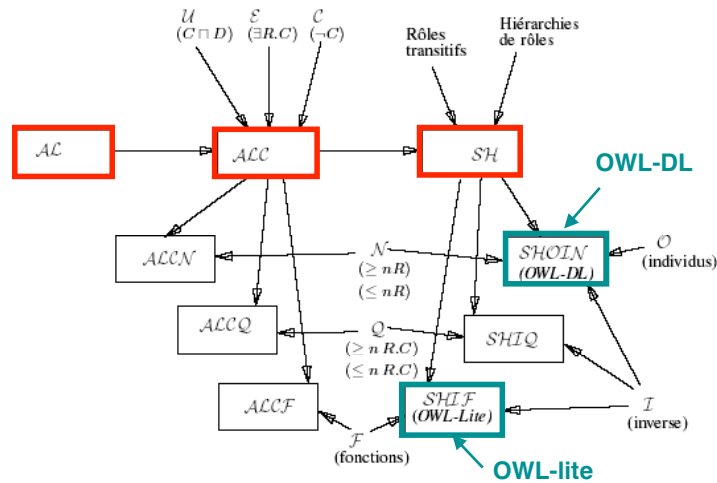 𝒰
(C ⊓ D)
ℰ
(∃R.C)
𝒞
(¬C)
Rôles
transitifs
Hiérarchies
de rôles
𝒜ℒ
𝒜ℒ𝒞
𝒮ℋ
OWL-DL
𝒜ℒ𝒞𝒩
𝒩
(≥ nR)
(≤ nR)
𝒮ℋ𝒪ℐ𝒩
(OWL-DL)
𝒪
(individus)
𝒜ℒ𝒞𝒬
𝒬
(≥ n R.C)
(≤ n R.C)
𝒮ℋℐ𝒬
𝒜ℒ𝒞ℱ
ℱ
(fonctions)
𝒮ℋℐℱ
(OWL-Lite)
ℐ
(inverse)
OWL-lite